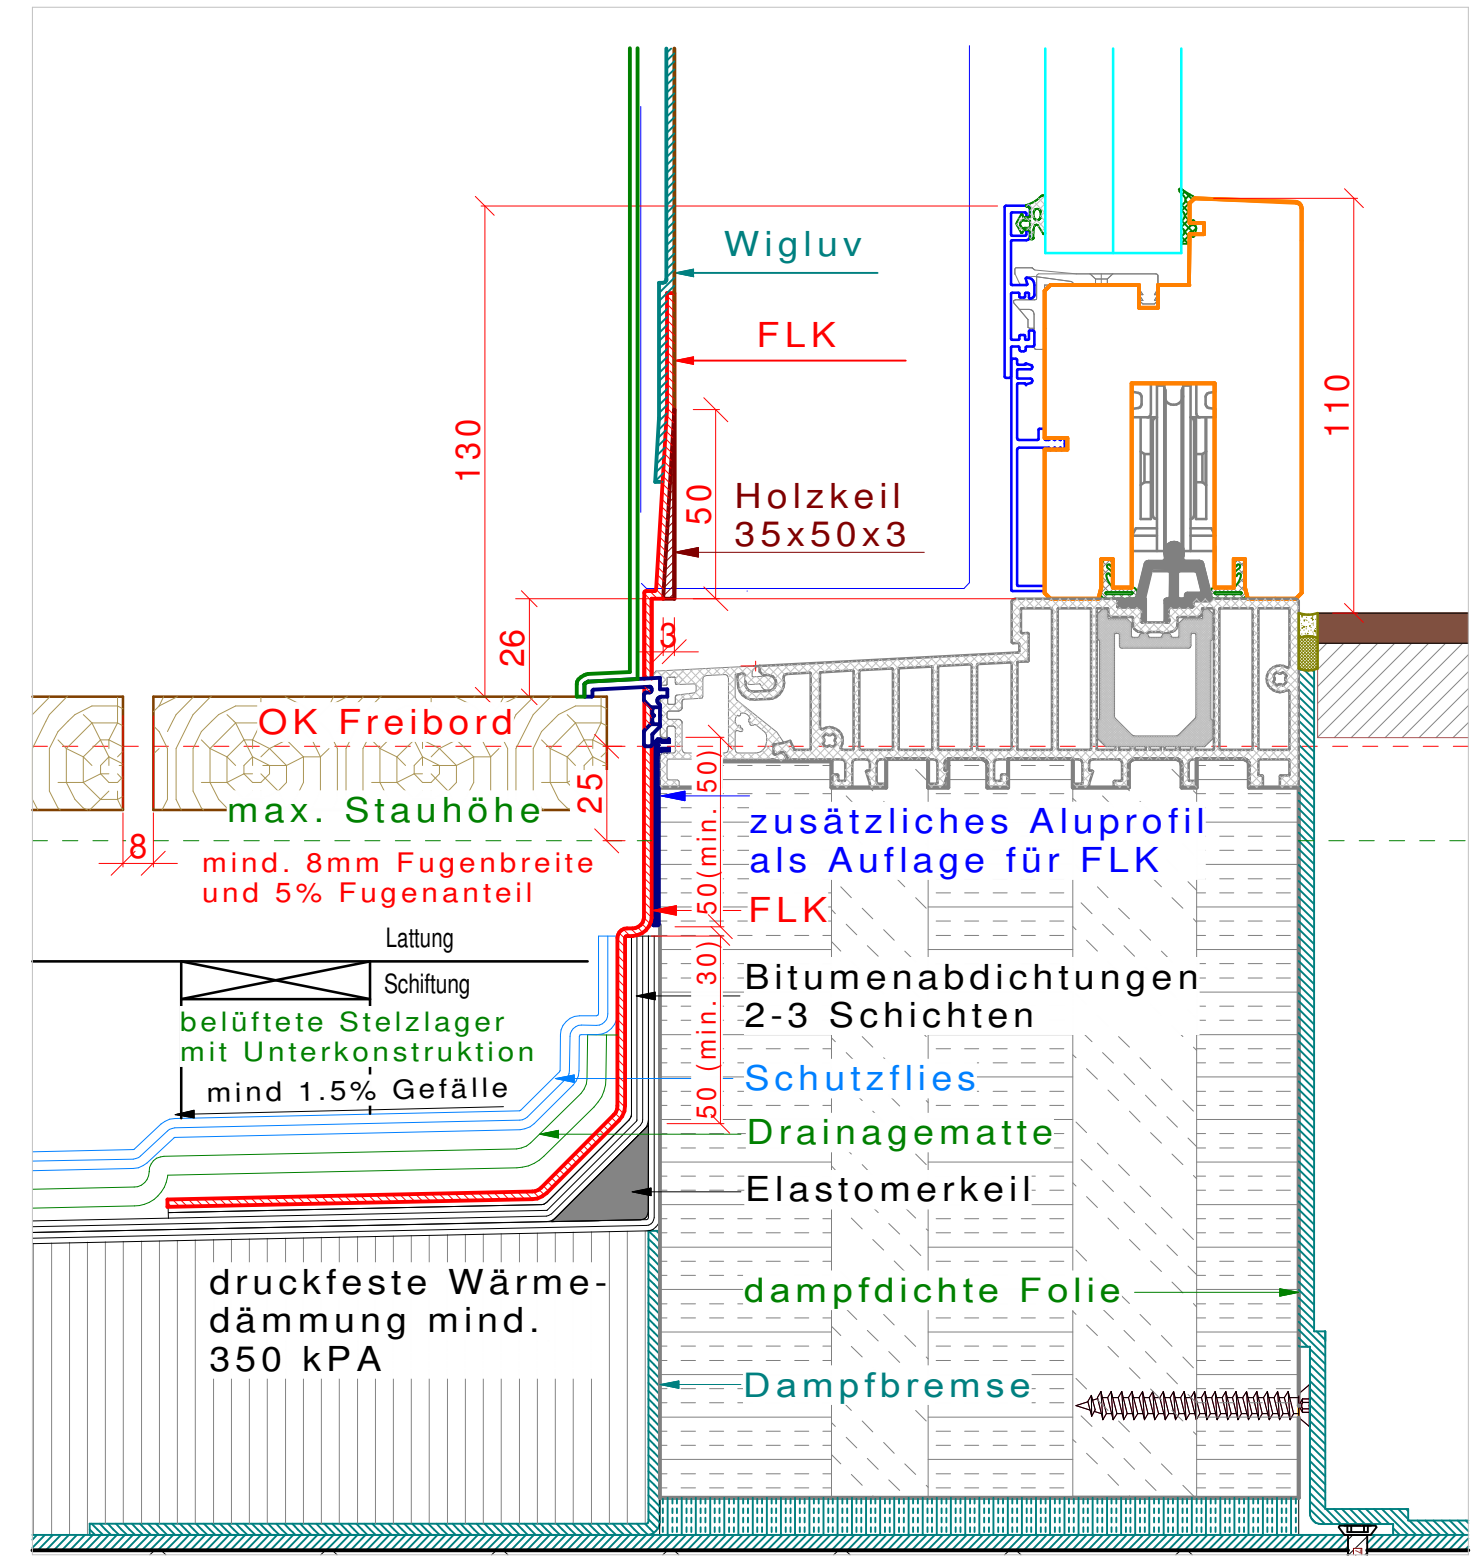 Wigluv
FLK
130
110
50
Holzkeil
35x50x3
26
3
OK Freibord
25
max. Stauhöhe
8
mind. 8mm Fugenbreite
und 5% Fugenanteil
50(min. 50)
zusätzliches Aluprofil
als Auflage für FLK
FLK
Lattung
Schiftung
50 (min. 30)
Bitumenabdichtungen
2-3 Schichten
belüftete Stelzlager
mit Unterkonstruktion
mind 1.5% Gefälle
Schutzflies
Drainagematte
Elastomerkeil
druckfeste Wärme-
dämmung mind.
350 kPA
dampfdichte Folie
Dampfbremse